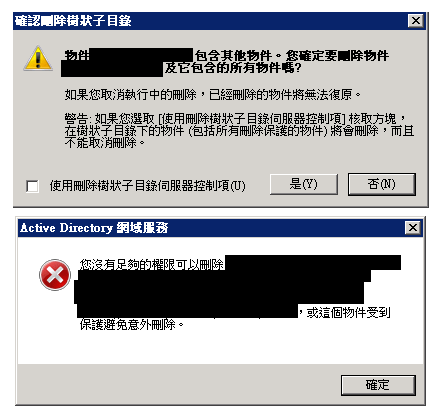 確認刪除樹狀子目錄
物件 包含其他物件。您確定要刪除物件
及它包含的所有物件嗎?
如果您取消執行中的刪除，已經刪除的物件將無法復原。
警告: 如果您選取 [使用刪除樹狀子目錄伺服器控制項] 核取方塊，
在樹狀子目錄下的物件 (包括所有刪除保護的物件) 將會刪除，而且
不能取消刪除。
使用刪除樹狀子目錄伺服器控制項(U)
是(Y)
否(N)
Active Directory 網域服務
您沒有足夠的權限可以刪除
，或這個物件受到
保護避免意外刪除。
確定